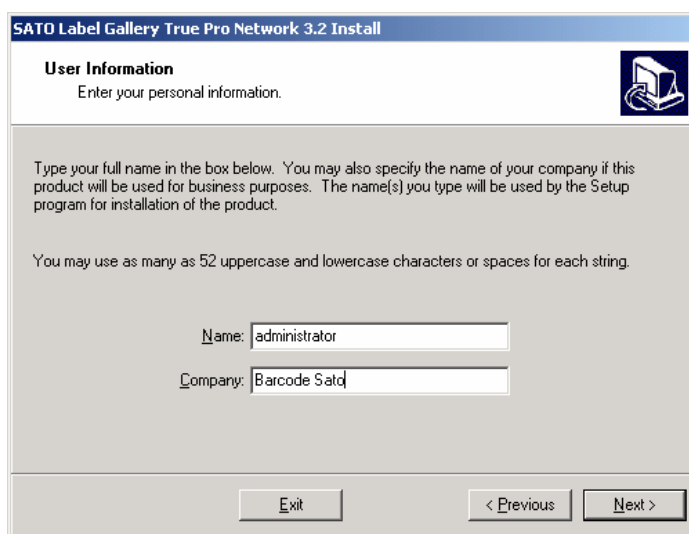 SATO Label Gallery True Pro Network 3.2 Install
User Information
Enter your personal information.
Type your full name in the box below. You may also specify the name of your company if this
product will be used for business purposes. The name(s) you type will be used by the Setup
program for installation of the product.
You may use as many as 52 uppercase and lowercase characters or spaces for each string.
Name: administrator
Company: Barcode Sato
Exit < Previous Next >